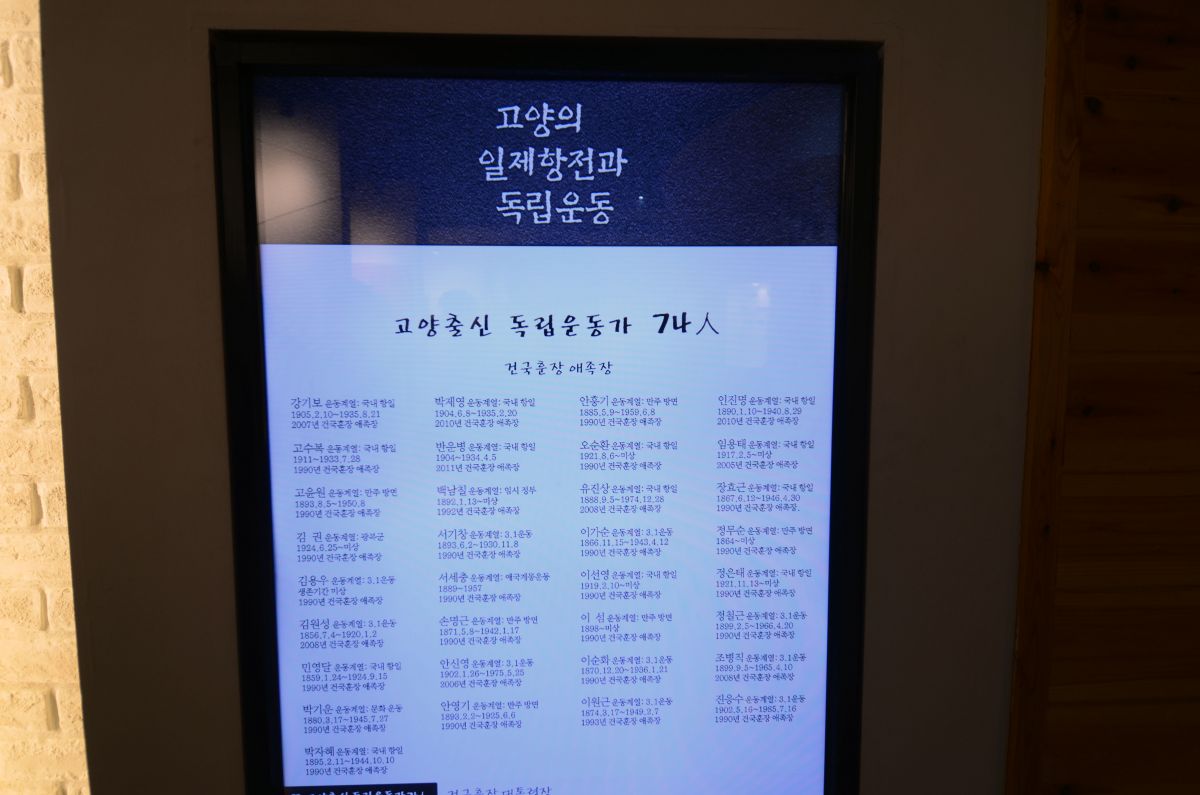 고양의
일제항전과
독립운동
고양출신 독립운동가 74人
건국훈장 애족장
강기보 운동계열: 국내 항일
1905.2.10~1935.8.21
2007년 건국훈장 애족장
고수복 운동계열: 국내 항일
1911~1933.7.28
1990년 건국훈장 애족장
고윤원 운동계열: 만주 방면
1893.8.5~1950.8
1990년 건국훈장 애족장
김 권 운동계열: 광복군
1924.6.25~미상
1990년 건국훈장 애족장
김용우 운동계열: 3.1운동
생존기간 미상
1990년 건국훈장 애족장
김원성 운동계열: 3.1운동
1856.7.4~1920.1.2
2008년 건국훈장 애족장
민영달 운동계열: 국내 항일
1859.1.24~1924.9.15
1990년 건국훈장 애족장
박기운 운동계열: 문화 운동
1880.3.17~1945.7.27
1990년 건국훈장 애족장
박자혜 운동계열: 국내 항일
1895.2.11~1944.10.10
1990년 건국훈장 애족장
박재영 운동계열: 국내 항일
1904.6.8~1935.2.20
2010년 건국훈장 애족장
반운병 운동계열: 국내 항일
1904~1934.4.5
2011년 건국훈장 애족장
백남칠 운동계열: 임시 정부
1892.1.13~미상
1992년 건국훈장 애족장
서기창 운동계열: 3.1운동
1893.6.2~1930.11.8
1990년 건국훈장 애족장
서세충 운동계열: 애국계몽운동
1889~1957
1990년 건국훈장 애족장
손명근 운동계열: 만주 방면
1871.5.8~1942.1.17
1990년 건국훈장 애족장
안신영 운동계열: 3.1운동
1902.1.26~1975.5.25
2006년 건국훈장 애족장
안영기 운동계열: 만주 방면
1893.2.2~1925.6.6
1990년 건국훈장 애족장
안홍기 운동계열: 만주 방면
1885.5.9~1959.6.8
1990년 건국훈장 애족장
오순환 운동계열: 국내 항일
1921.8.6~미상
1990년 건국훈장 애족장
유진상 운동계열: 국내 항일
1888.9.5~1974.12.28
2008년 건국훈장 애족장
이가순 운동계열: 3.1운동
1866.11.15~1943.4.12
1990년 건국훈장 애족장
이선영 운동계열: 국내 항일
1919.2.10~미상
1990년 건국훈장 애족장
이 섬 운동계열: 만주 방면
1898~미상
1990년 건국훈장 애족장
이순화 운동계열: 3.1운동
1870.12.20~1936.1.21
1990년 건국훈장 애족장
이원근 운동계열: 3.1운동
1874.3.17~1949.2.7
1993년 건국훈장 애족장
인진명 운동계열: 국내 항일
1890.1.10~1940.8.29
2010년 건국훈장 애족장
임용태 운동계열: 국내 항일
1917.2.5~미상
2005년 건국훈장 애족장
장효근 운동계열: 국내 항일
1867.6.12~1946.4.30
1990년 건국훈장 애족장.
정무순 운동계열: 만주 방면
1864~미상
1990년 건국훈장 애족장
정은태 운동계열: 국내 항일
1921.11.13~미상
1990년 건국훈장 애족장
정철근 운동계열: 3.1운동
1899.2.5~1966.4.20
1990년 건국훈장 애족장
조병직 운동계열: 3.1운동
1899.9.5~1965.4.10
2008년 건국훈장 애족장
진응수 운동계열: 3.1운동
1902.5.16~1985.7.16
1990년 건국훈장 애족장
건국훈장 대통령장